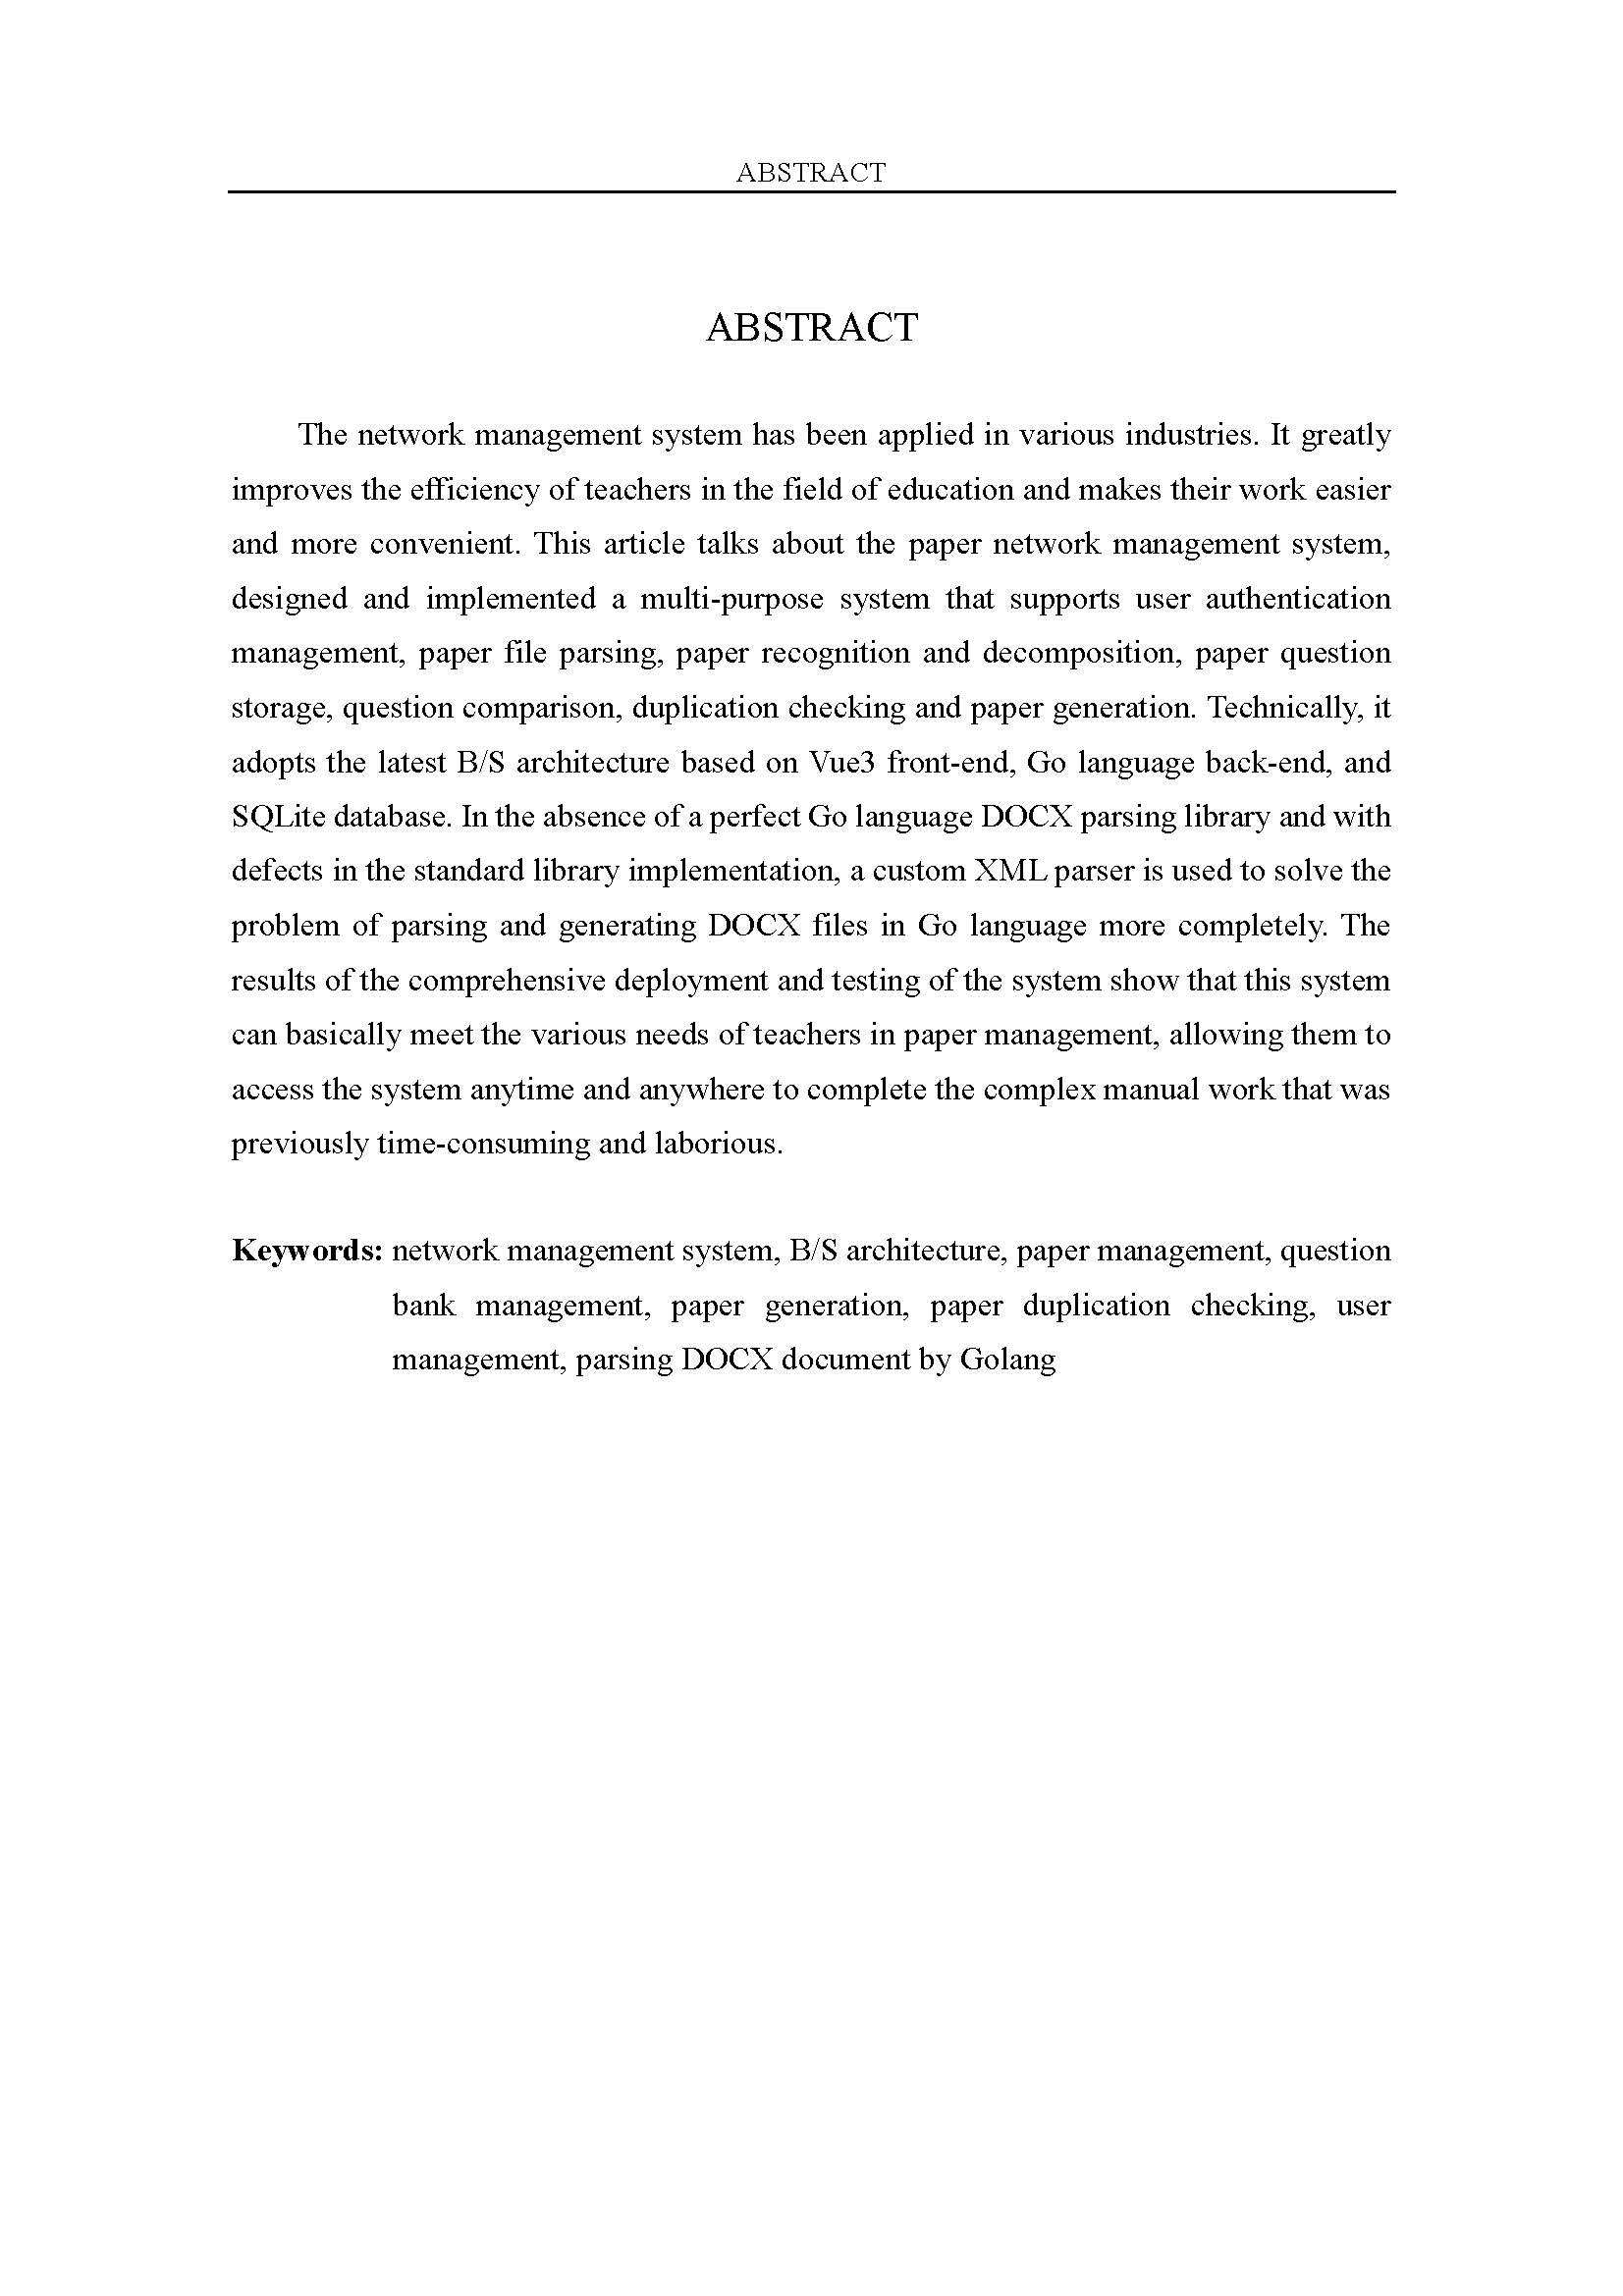 ABSTRACT
ABSTRACT
The network management system has been applied in various industries. It greatly
improves the efficiency of teachers in the field of education and makes their work easier
and more convenient. This article talks about the paper network management system,
designed and implemented a multi-purpose system that supports user authentication
management, paper file parsing, paper recognition and decomposition, paper question
storage, question comparison, duplication checking and paper generation. Technically, it
adopts the latest B/S architecture based on Vue3 front-end, Go language back-end, and
SQLite database. In the absence of a perfect Go language DOCX parsing library and with
defects in the standard library implementation, a custom XML parser is used to solve the
problem of parsing and generating DOCX files in Go language more completely. The
results of the comprehensive deployment and testing of the system show that this system
can basically meet the various needs of teachers in paper management, allowing them to
access the system anytime and anywhere to complete the complex manual work that was
previously time-consuming and laborious.
Keywords: network management system, B/S architecture, paper management, question
bank management, paper generation, paper duplication checking, user
management, parsing DOCX document by Golang